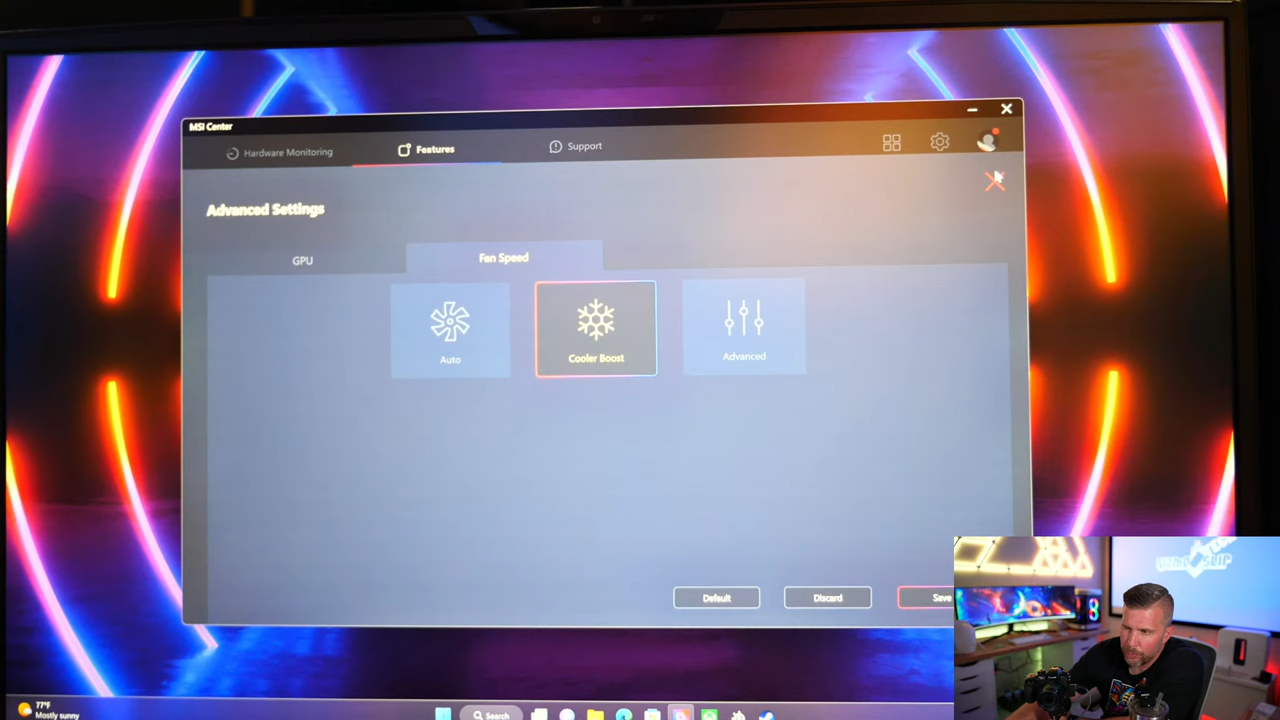 MSI Center
Hardware Monitoring
Features
Support
Advanced Settings
GPU
Fan Speed
Auto
Cooler Boost
Advanced
Default
Discard
Save
77°F
Mostly sunny
Search